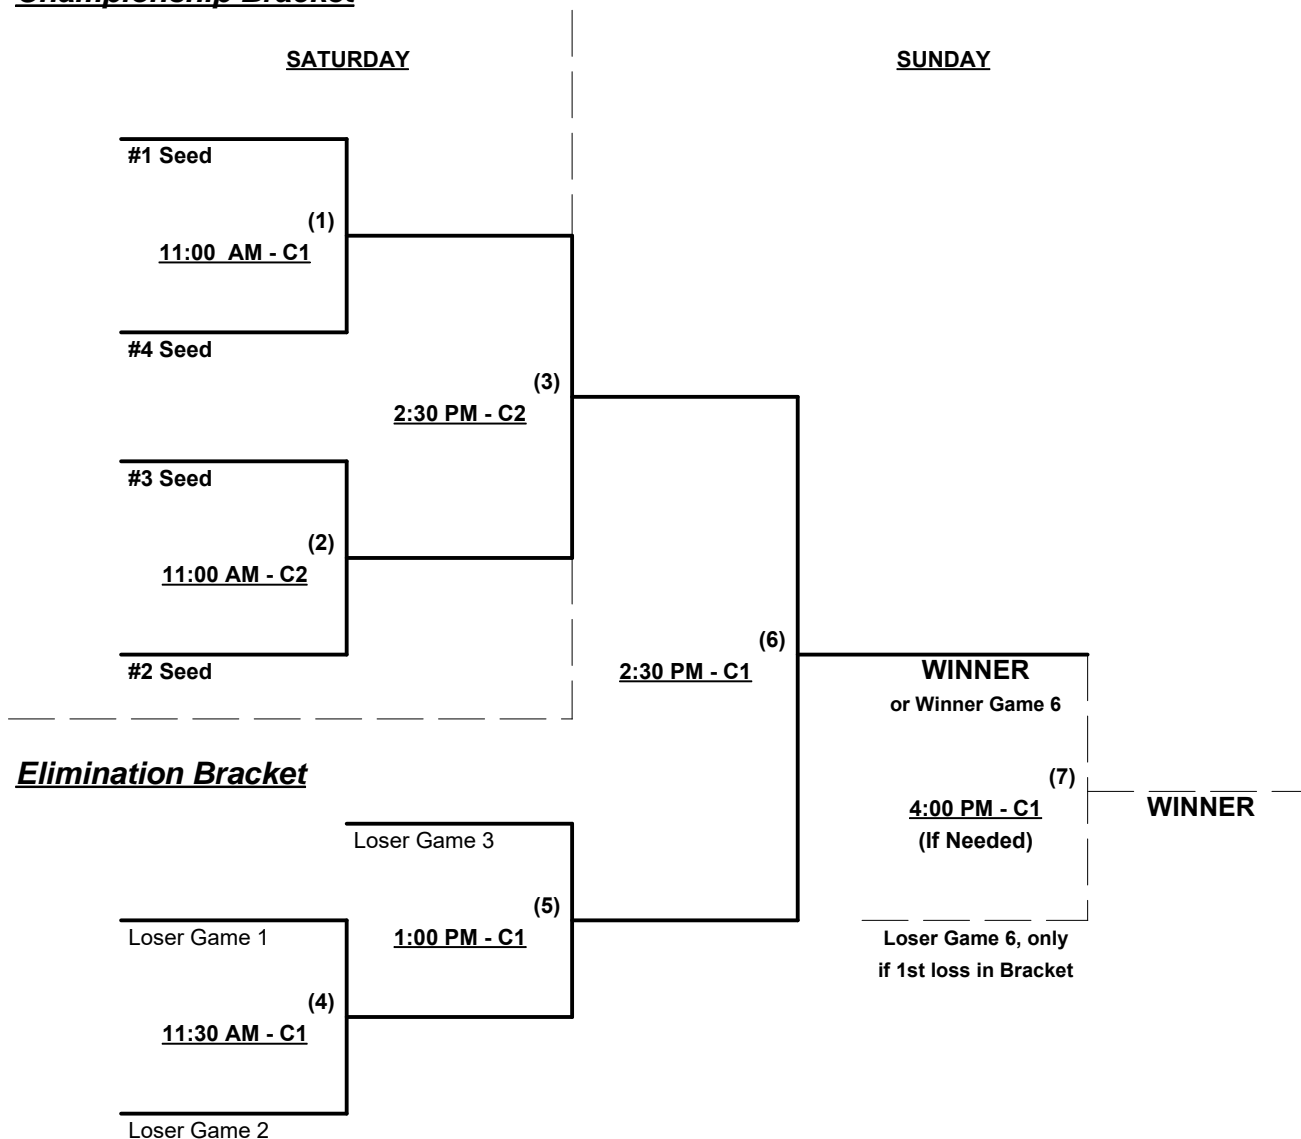 Championship Bracket
SATURDAY
SUNDAY
#1 Seed
(1)
11:00  AM - C1
#4 Seed
(3)
2:30 PM - C2
#3 Seed
(2)
11:00 AM - C2
#2 Seed
(6)
2:30 PM - C1
WINNER
or Winner Game 6
Elimination Bracket
(7)
4:00 PM - C1
(If Needed)
WINNER
Loser Game 3
(5)
1:00 PM - C1
Loser Game 1
Loser Game 6, only
if 1st loss in Bracket
(4)
11:30 AM - C1
Loser Game 2